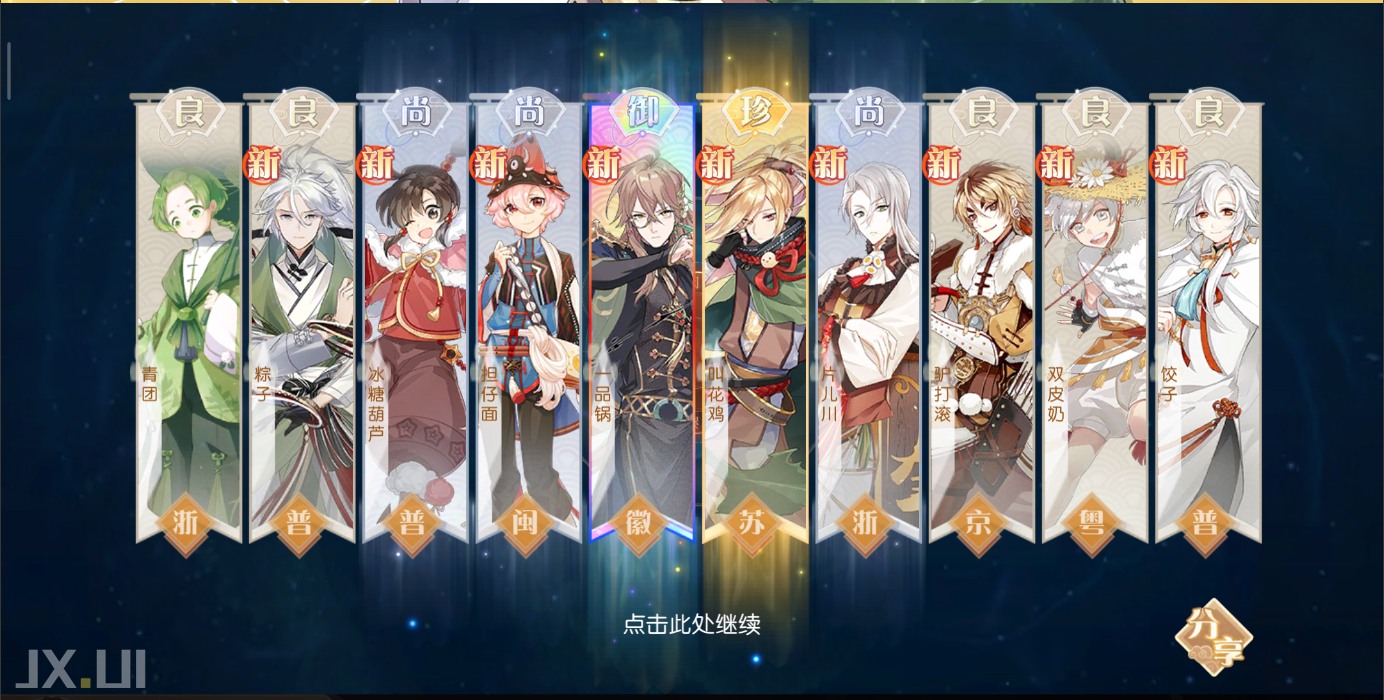 良
良
尚
尚
御
珍
尚
良
良
良
新
新
新
新
新
新
新
新
新
青团
粽子
冰糖葫芦
担仔面
一品锅
叫花鸡
片儿川
驴打滚
双皮奶
饺子
浙
普
普
闽
徽
苏
浙
京
粤
普
点击此处继续
分享
JX.UI